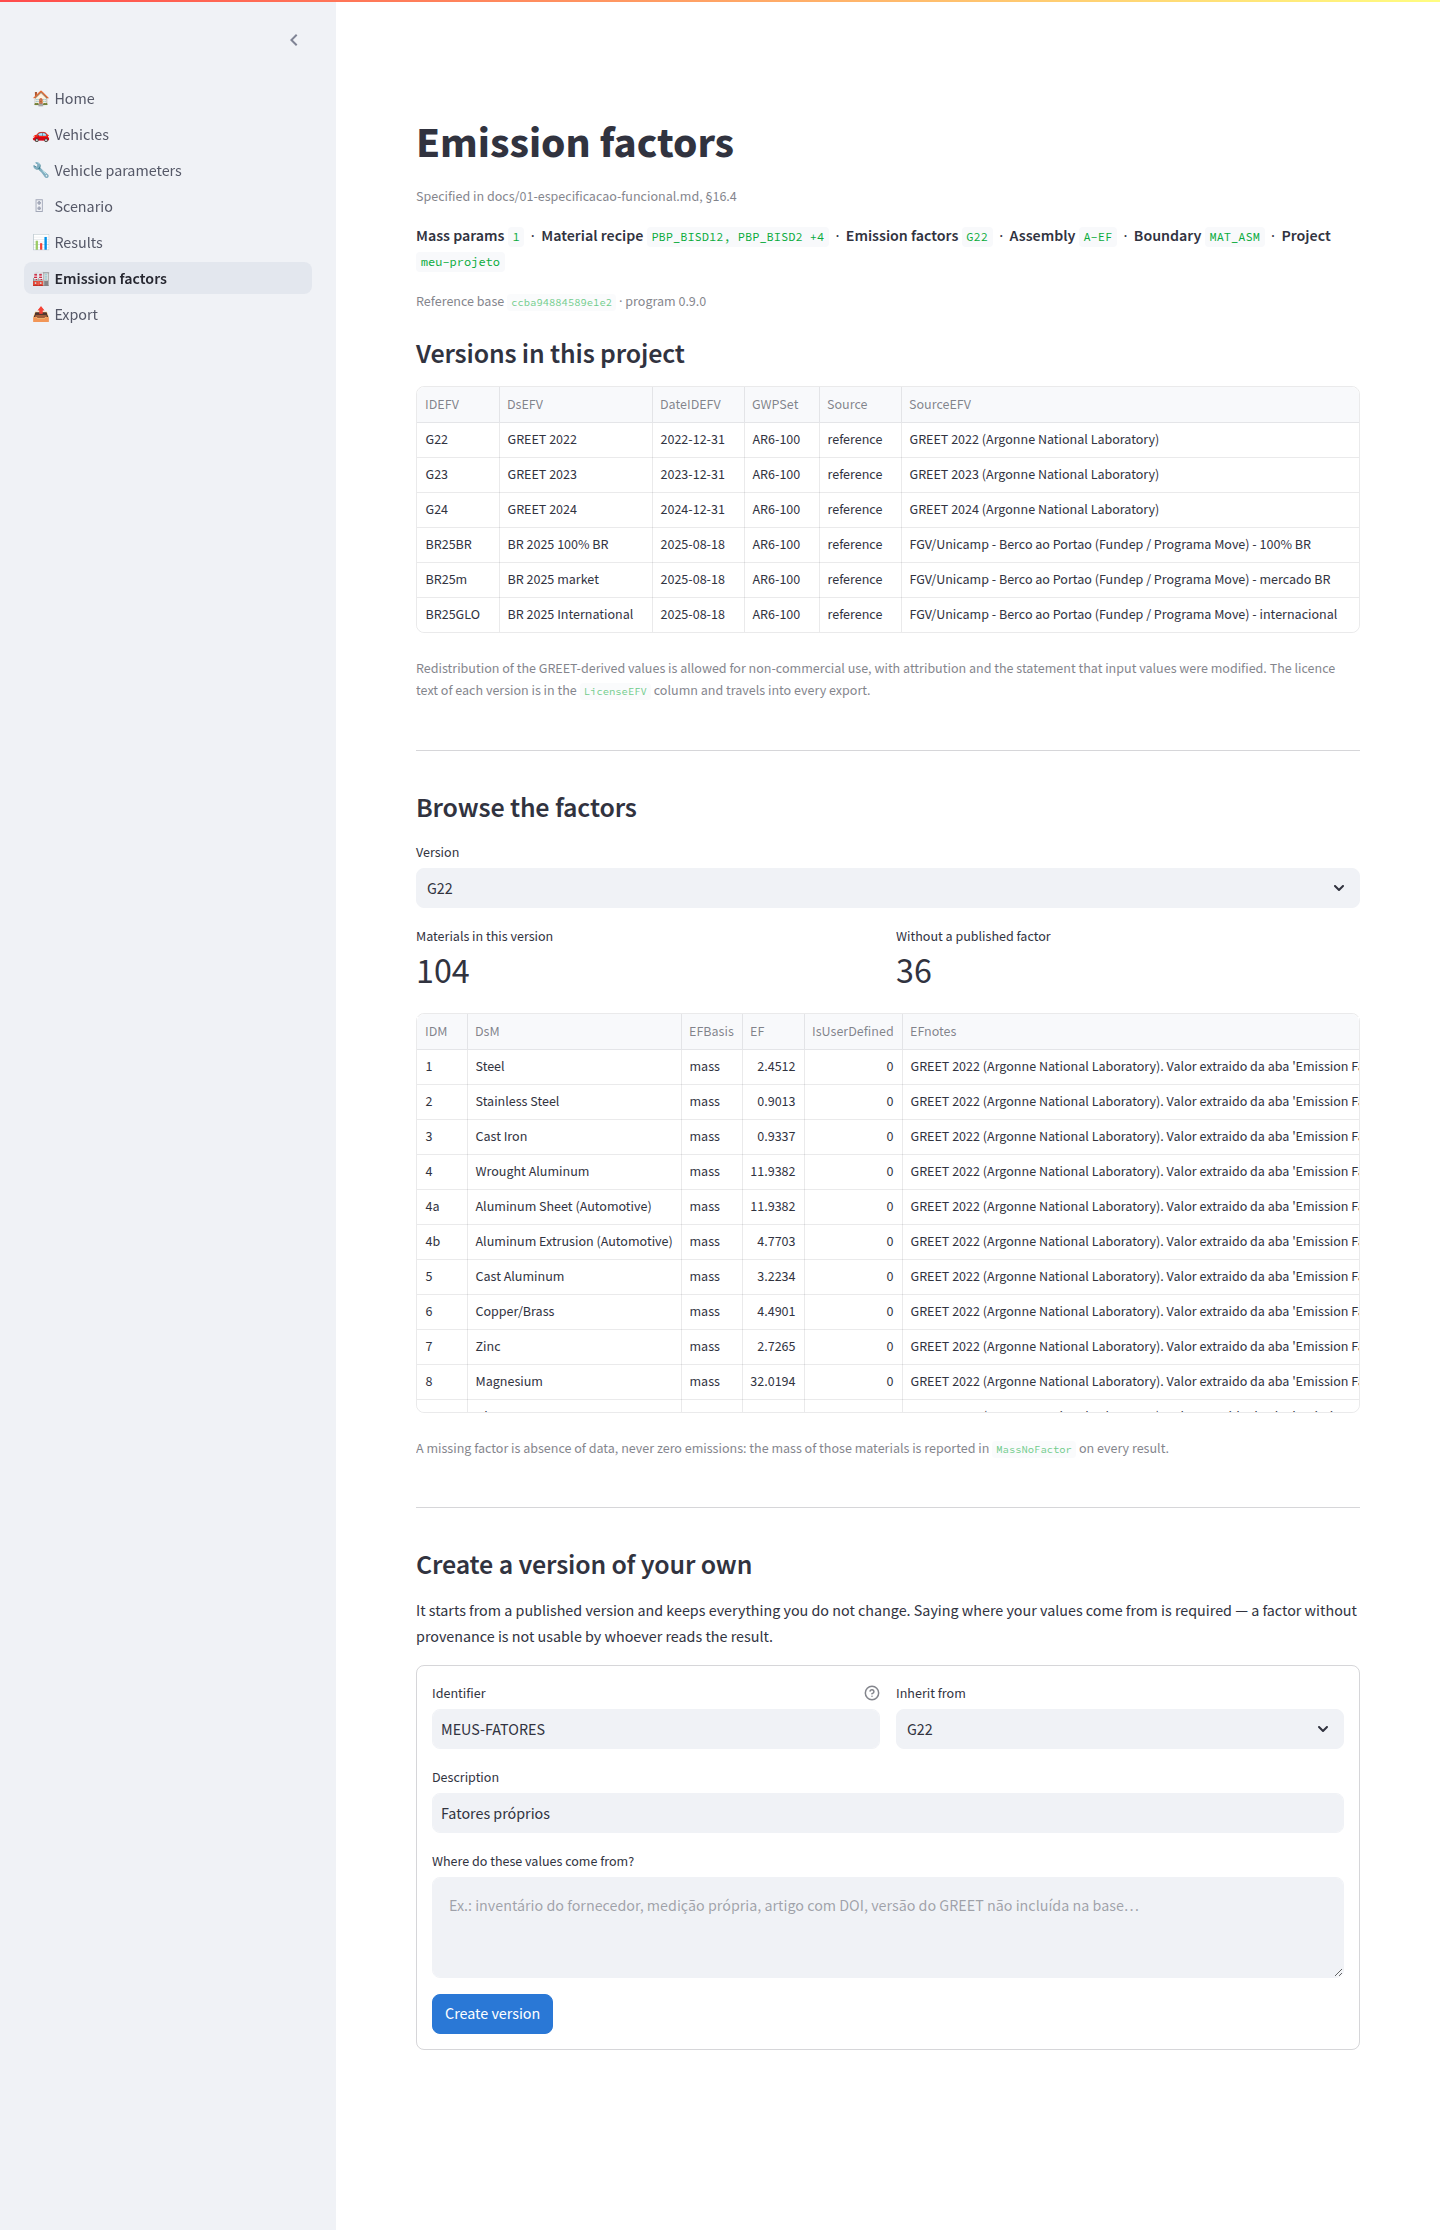 Home
Vehicles
Vehicle parameters
Scenario
Results
Emission factors
Export
Emission factors
Specified in docs/01-especificacao-funcional.md, §16.4
Mass params 1 · Material recipe PBP_BISD12, PBP_BISD2 +4 · Emission factors G22 · Assembly A-EF · Boundary MAT_ASM · Project
meu-projeto
Reference base ccba94884589e1e2 · program 0.9.0
Versions in this project
IDEFV DsEFV DateIDEFV GWPSet Source SourceEFV
G22 GREET 2022 2022-12-31 AR6-100 reference GREET 2022 (Argonne National Laboratory)
G23 GREET 2023 2023-12-31 AR6-100 reference GREET 2023 (Argonne National Laboratory)
G24 GREET 2024 2024-12-31 AR6-100 reference GREET 2024 (Argonne National Laboratory)
BR25BR BR 2025 100% BR 2025-08-18 AR6-100 reference FGV/Unicamp - Berco ao Portao (Fundep / Programa Move) - 100% BR
BR25m BR 2025 market 2025-08-18 AR6-100 reference FGV/Unicamp - Berco ao Portao (Fundep / Programa Move) - mercado BR
BR25GLO BR 2025 International 2025-08-18 AR6-100 reference FGV/Unicamp - Berco ao Portao (Fundep / Programa Move) - internacional
Redistribution of the GREET-derived values is allowed for non-commercial use, with attribution and the statement that input values were modified. The licence
text of each version is in the LicenseEFV column and travels into every export.
Browse the factors
Version
G22
Materials in this version Without a published factor
104 36
IDM DsM EFBasis EF IsUserDefined EFnotes
1 Steel mass 2.4512 0 GREET 2022 (Argonne National Laboratory). Valor extraido da aba 'Emission F
2 Stainless Steel mass 0.9013 0 GREET 2022 (Argonne National Laboratory). Valor extraido da aba 'Emission F
3 Cast Iron mass 0.9337 0 GREET 2022 (Argonne National Laboratory). Valor extraido da aba 'Emission F
4 Wrought Aluminum mass 11.9382 0 GREET 2022 (Argonne National Laboratory). Valor extraido da aba 'Emission F
4a Aluminum Sheet (Automotive) mass 11.9382 0 GREET 2022 (Argonne National Laboratory). Valor extraido da aba 'Emission F
4b Aluminum Extrusion (Automotive) mass 4.7703 0 GREET 2022 (Argonne National Laboratory). Valor extraido da aba 'Emission F
5 Cast Aluminum mass 3.2234 0 GREET 2022 (Argonne National Laboratory). Valor extraido da aba 'Emission F
6 Copper/Brass mass 4.4901 0 GREET 2022 (Argonne National Laboratory). Valor extraido da aba 'Emission F
7 Zinc mass 2.7265 0 GREET 2022 (Argonne National Laboratory). Valor extraido da aba 'Emission F
8 Magnesium mass 32.0194 0 GREET 2022 (Argonne National Laboratory). Valor extraido da aba 'Emission F
A missing factor is absence of data, never zero emissions: the mass of those materials is reported in MassNoFactor on every result.
Create a version of your own
It starts from a published version and keeps everything you do not change. Saying where your values come from is required — a factor without
provenance is not usable by whoever reads the result.
Identifier Inherit from
MEUS-FATORES G22
Description
Fatores próprios
Where do these values come from?
Ex.: inventário do fornecedor, medição própria, artigo com DOI, versão do GREET não incluída na base…
Create version